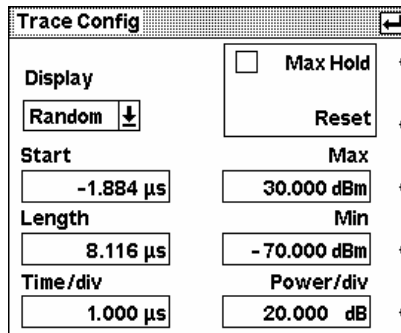 Trace Config
Display
Max Hold
Random
Reset
Start
Max
-1.884 µs
30.000 dBm
Length
Min
8.116 µs
-70.000 dBm
Time/div
Power/div
1.000 µs
20.000 dB